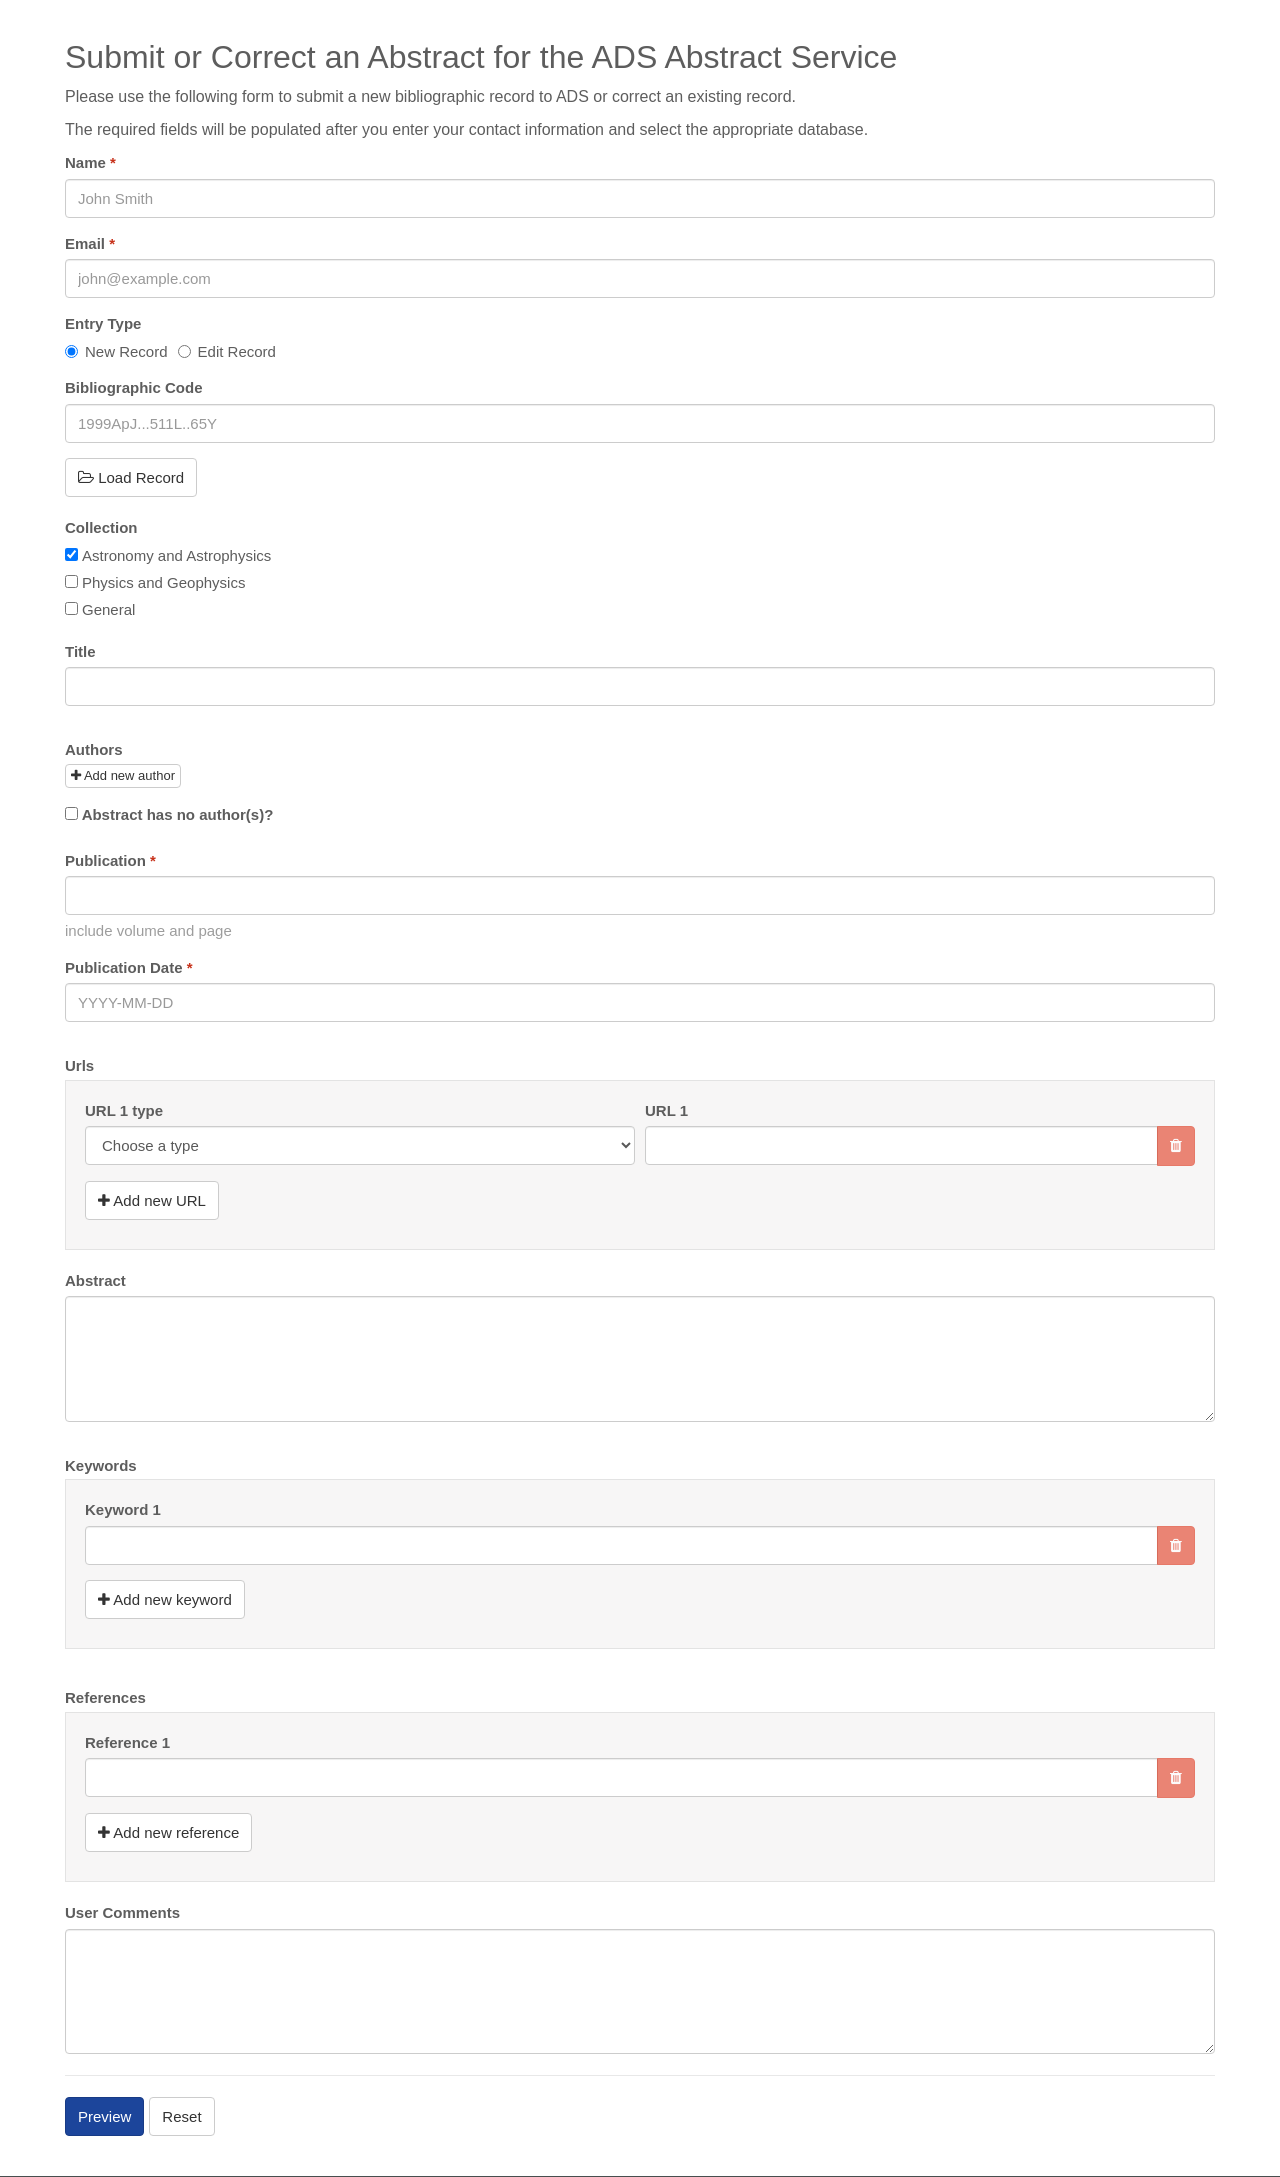 Submit or Correct an Abstract for the ADS Abstract Service
Please use the following form to submit a new bibliographic record to ADS or correct an existing record.
The required fields will be populated after you enter your contact information and select the appropriate database.
Name *
John Smith
Email *
john@example.com
Entry Type
New Record Edit Record
Bibliographic Code
1999ApJ...511L..65Y
Load Record
Collection
Astronomy and Astrophysics
Physics and Geophysics
General
Title
Authors
Add new author
Abstract has no author(s)?
Publication *
include volume and page
Publication Date *
YYYY-MM-DD
Urls
URL 1 type URL 1
Choose a type
Add new URL
Abstract
Keywords
Keyword 1
Add new keyword
References
Reference 1
Add new reference
User Comments
Preview Reset